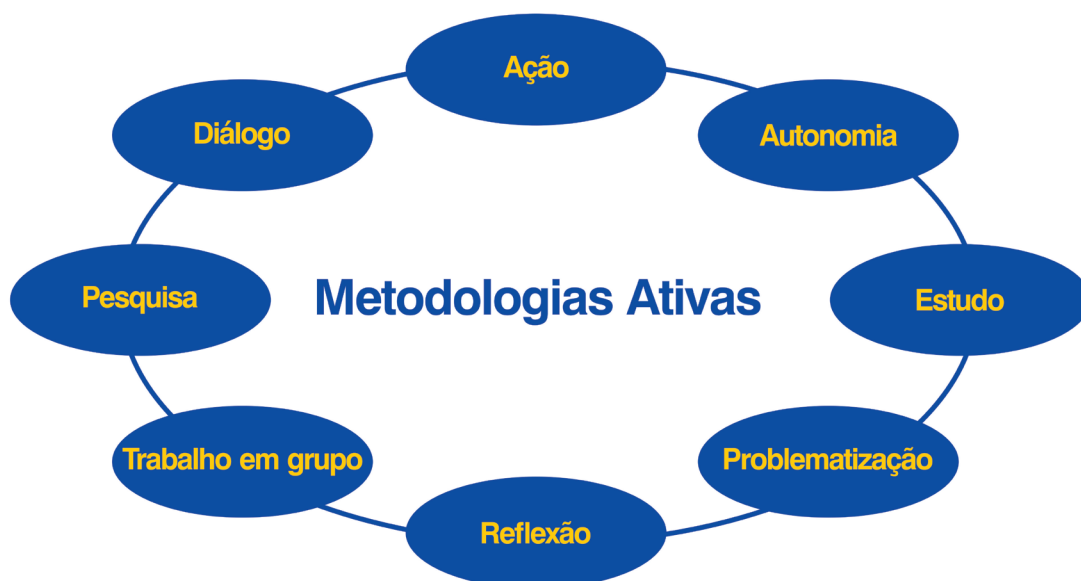 Ação
Diálogo
Autonomia
Pesquisa
Metodologias Ativas
Estudo
Trabalho em grupo
Problematização
Reflexão